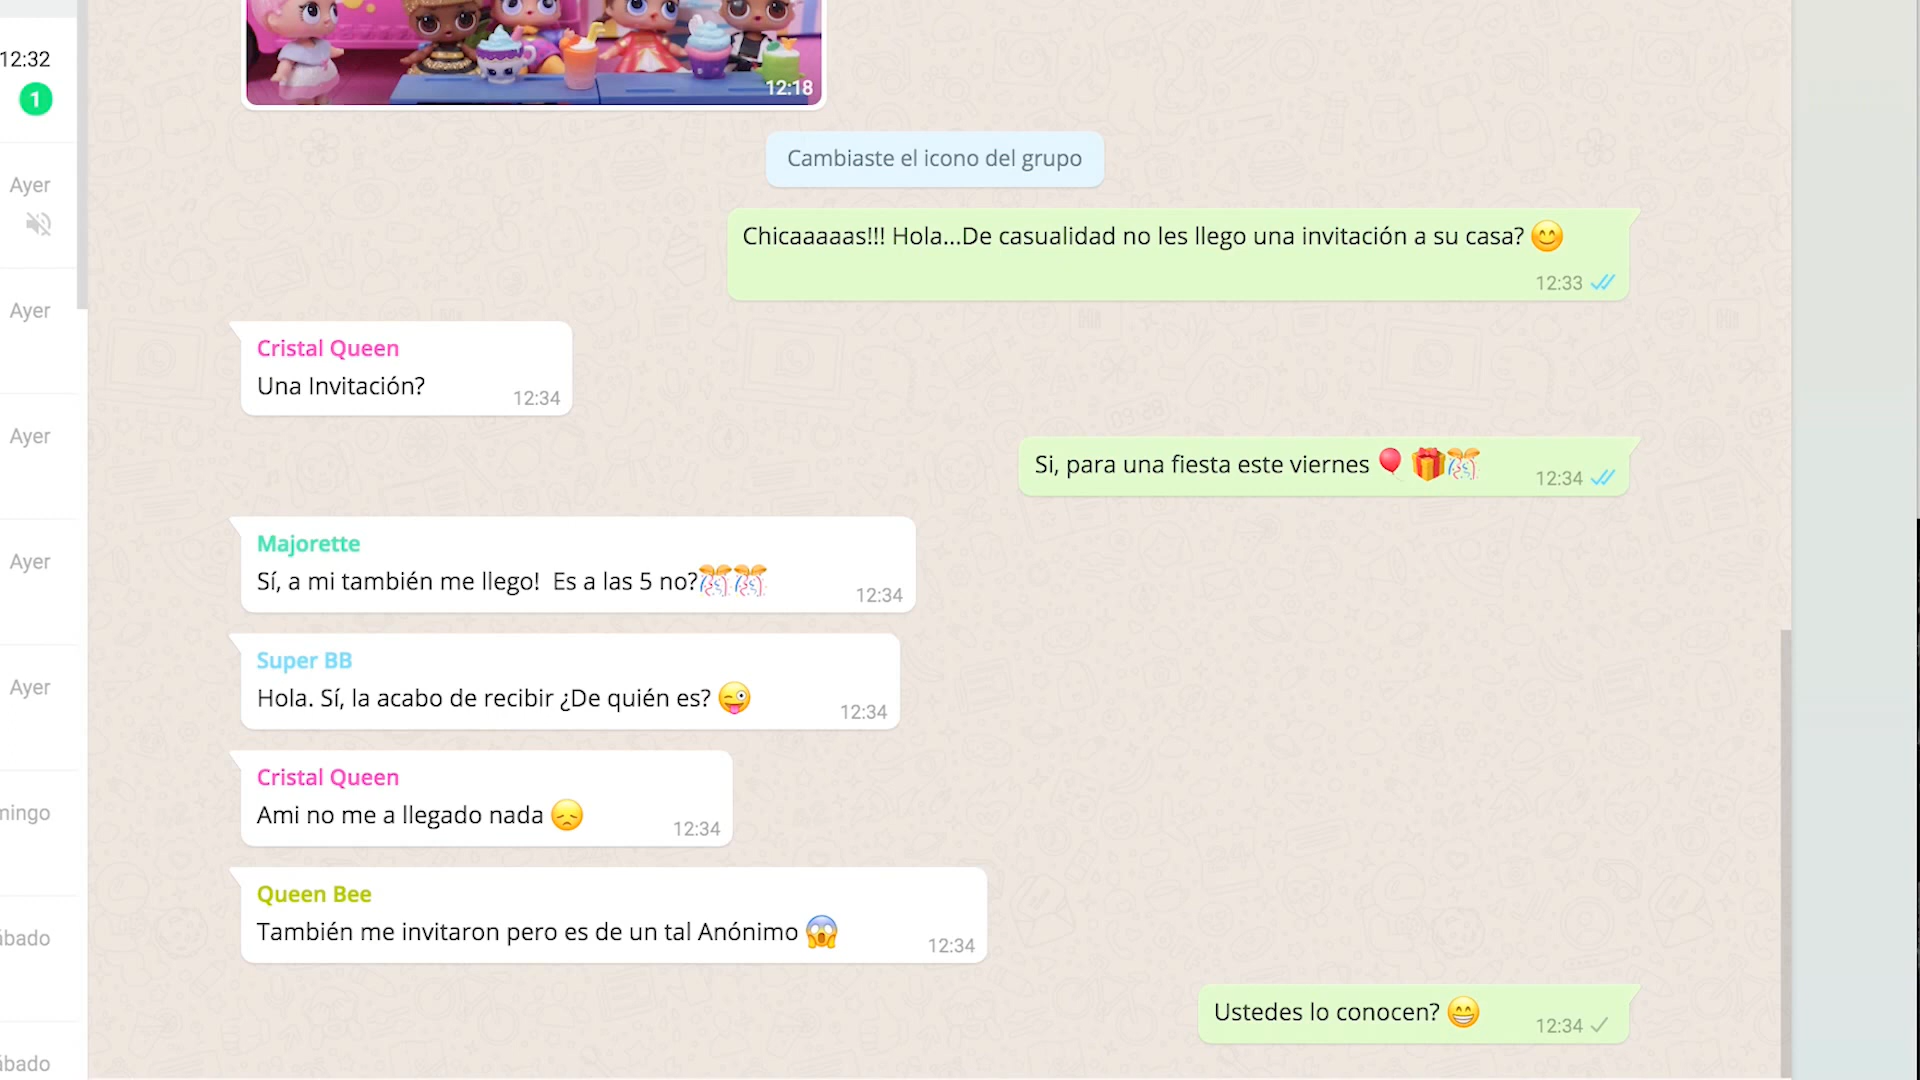 12:32
1
Ayer
Ayer
Ayer
Ayer
Ayer
12:18
Cambiaste el icono del grupo
Chicaaaaas!!! Hola...De casualidad no les llego una invitación a su casa? 😊
12:33
Cristal Queen
Una Invitación?
12:34
Si, para una fiesta este viernes 🎈 🎁🎊
12:34
Majorette
Sí, a mi también me llego!  Es a las 5 no?🎊🎊
12:34
Super BB
Hola. Sí, la acabo de recibir ¿De quién es? 😜
12:34
Cristal Queen
Ami no me a llegado nada 😞
12:34
Queen Bee
También me invitaron pero es de un tal Anónimo 😱
12:34
Ustedes lo conocen? 😁
12:34